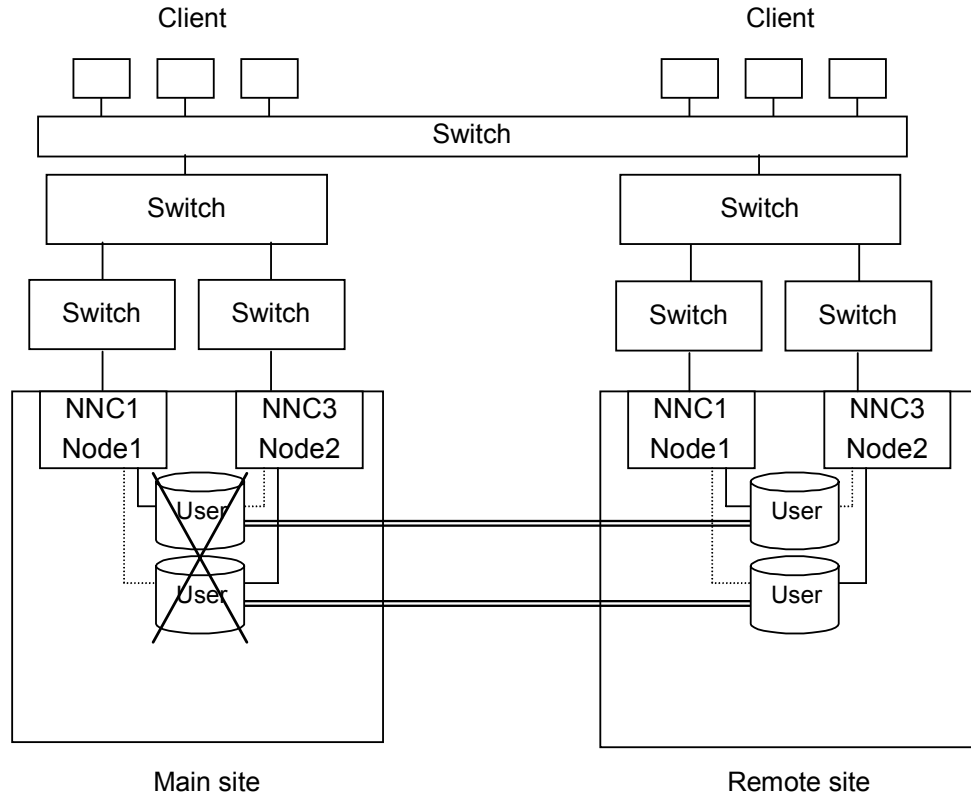 Client
Client
Switch
Switch
Switch
Switch
Switch
Switch
Switch
NNC1
Node1
NNC3
Node2
NNC1
Node1
NNC3
Node2
User
User
User
User
Main site
Remote site